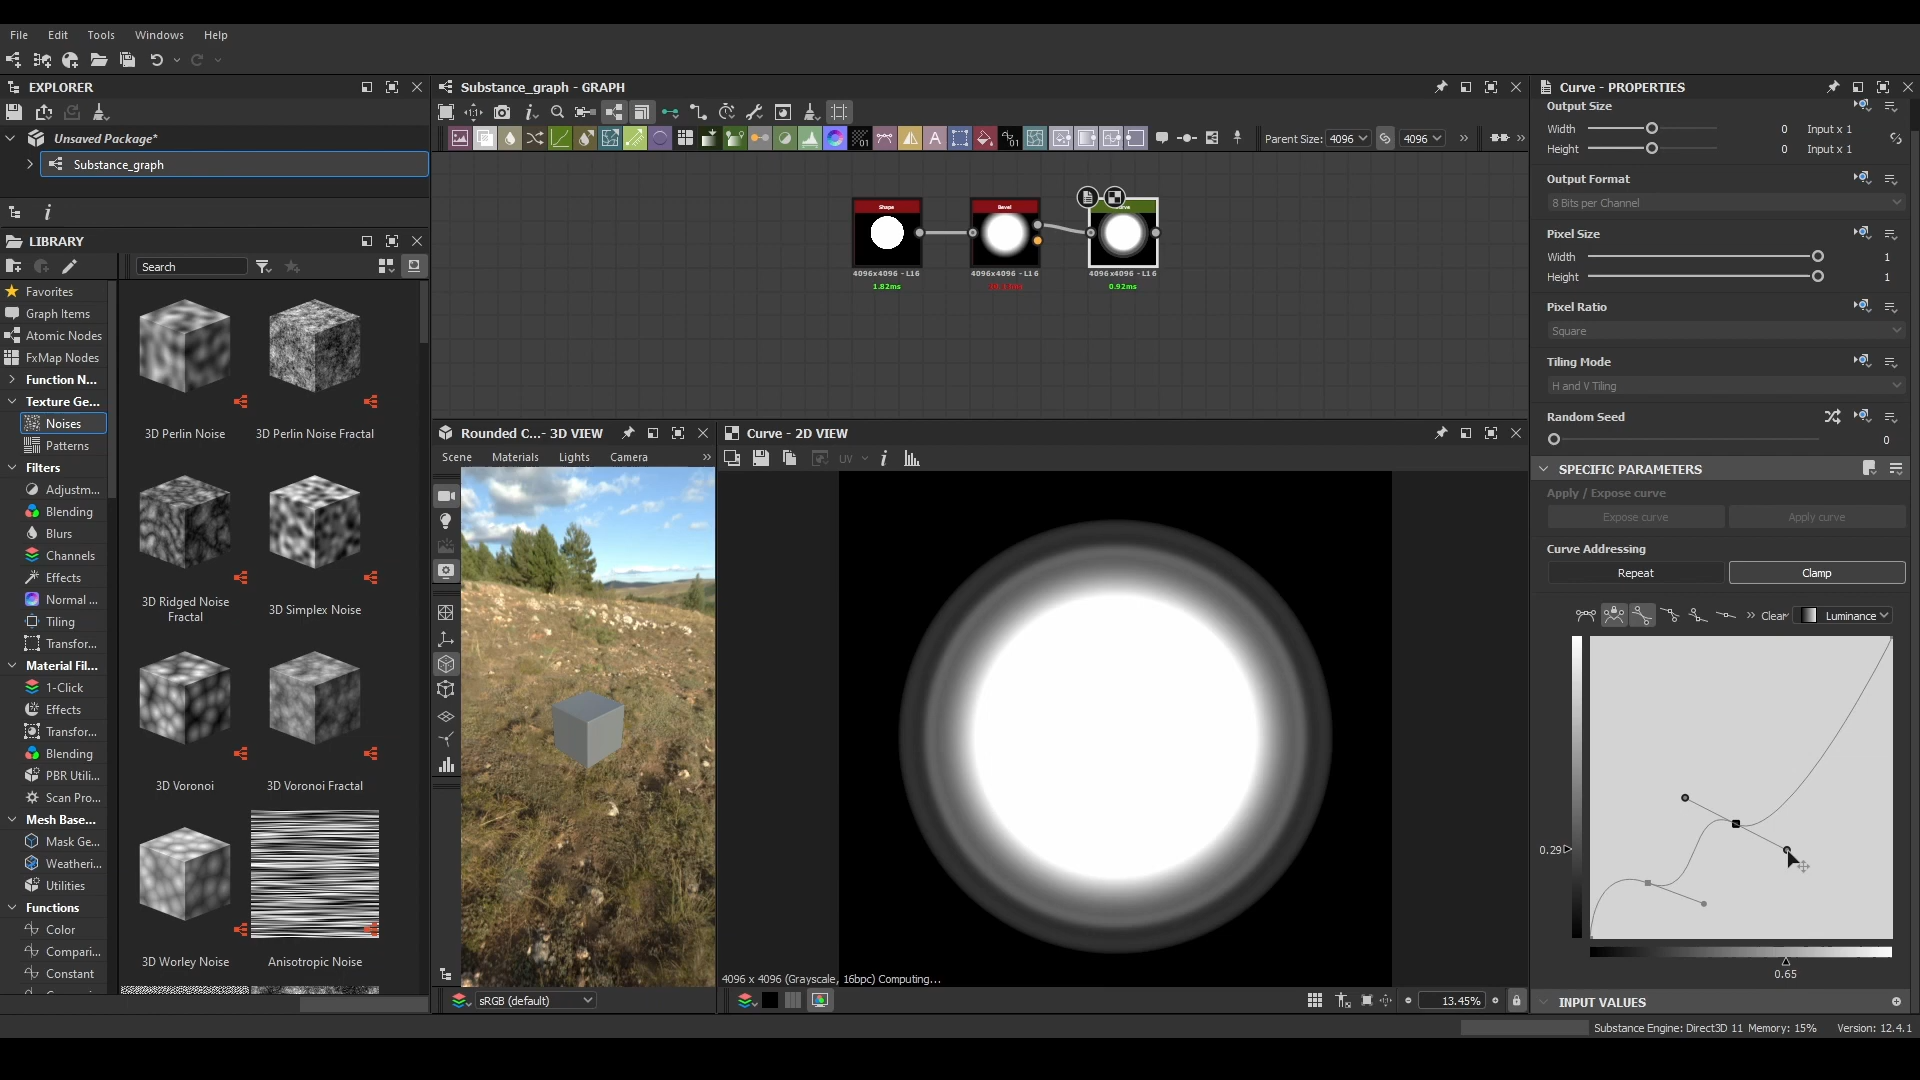 File Edit Tools Windows Help
EXPLORER
Unsaved Package*
Substance_graph
LIBRARY
Search
Favorites
Graph Items
Atomic Nodes
FxMap Nodes
Function N...
Texture Ge...
Noises
Patterns
Filters
Adjustm...
Blending
Blurs
Channels
Effects
Normal ...
Tiling
Transfor...
Material Fil...
1-Click
Effects
Transfor...
Blending
PBR Utili...
Scan Pro...
Mesh Base...
Mask Ge...
Weatheri...
Utilities
Functions
Color
Compari...
Constant
3D Perlin Noise
3D Perlin Noise Fractal
3D Ridged Noise
Fractal
3D Simplex Noise
3D Voronoi
3D Voronoi Fractal
3D Worley Noise
Anisotropic Noise
Substance_graph - GRAPH
Parent Size: 4096 4096
Shape
4096x4096 - L16
1.82ms
Bevel
4096x4096 - L16
4096x4096 - L16
0.92ms
Rounded C...- 3D VIEW
Scene Materials Lights Camera
sRGB (default)
Curve - 2D VIEW
UV
4096 x 4096 (Grayscale, 16bpc) Computing...
13.45%
Curve - PROPERTIES
Output Size
Width 0 Input x 1
Height 0 Input x 1
Output Format
8 Bits per Channel
Pixel Size
Width 1
Height 1
Pixel Ratio
Square
Tiling Mode
H and V Tiling
Random Seed
0
SPECIFIC PARAMETERS
Apply / Expose curve
Expose curve Apply curve
Curve Addressing
Repeat Clamp
Clear Luminance
0.29
0.65
INPUT VALUES
Substance Engine: Direct3D 11 Memory: 15% Version: 12.4.1